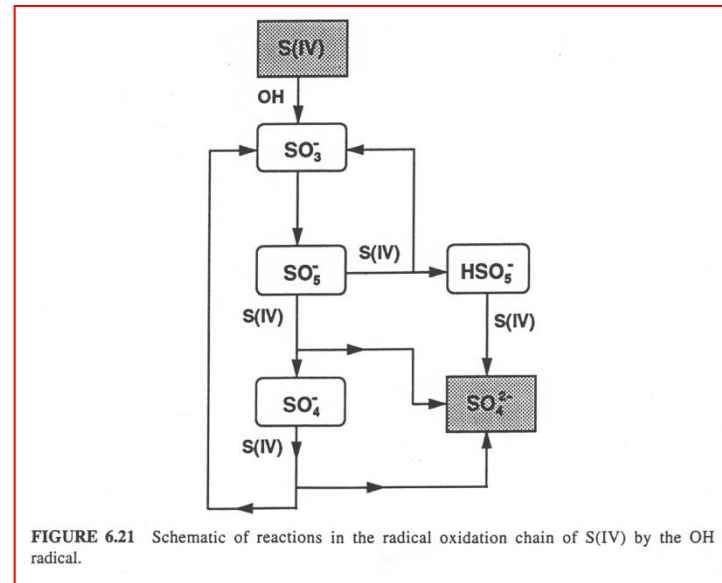 S(IV)
OH
SO₃⁻
S(IV)
SO₅⁻
HSO₅⁻
S(IV)
S(IV)
SO₄⁻
SO₄²⁻
S(IV)
FIGURE 6.21 Schematic of reactions in the radical oxidation chain of S(IV) by the OH
radical.